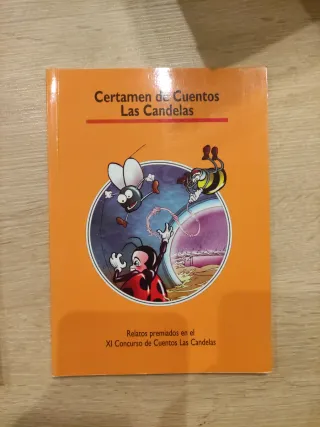 Certamen de Cuentos
Las Candelas
Relatos premiados en el
XI Concurso de Cuentos Las Candelas